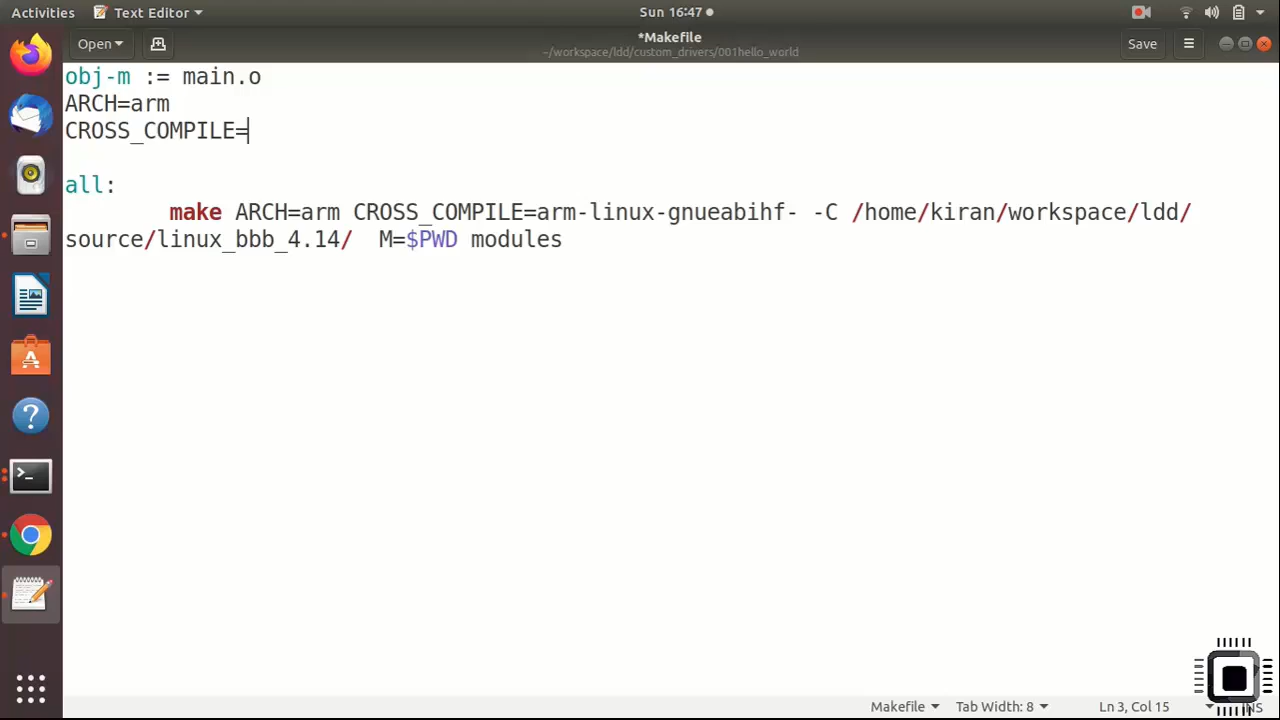 Activities Text Editor Sun 16:47
Open *Makefile Save
~/workspace/ldd/custom_drivers/001hello_world
obj-m := main.o
ARCH=arm
CROSS_COMPILE=
all:
make ARCH=arm CROSS_COMPILE=arm-linux-gnueabihf- -C /home/kiran/workspace/ldd/
source/linux_bbb_4.14/ M=$PWD modules
Makefile Tab Width: 8 Ln 3, Col 15